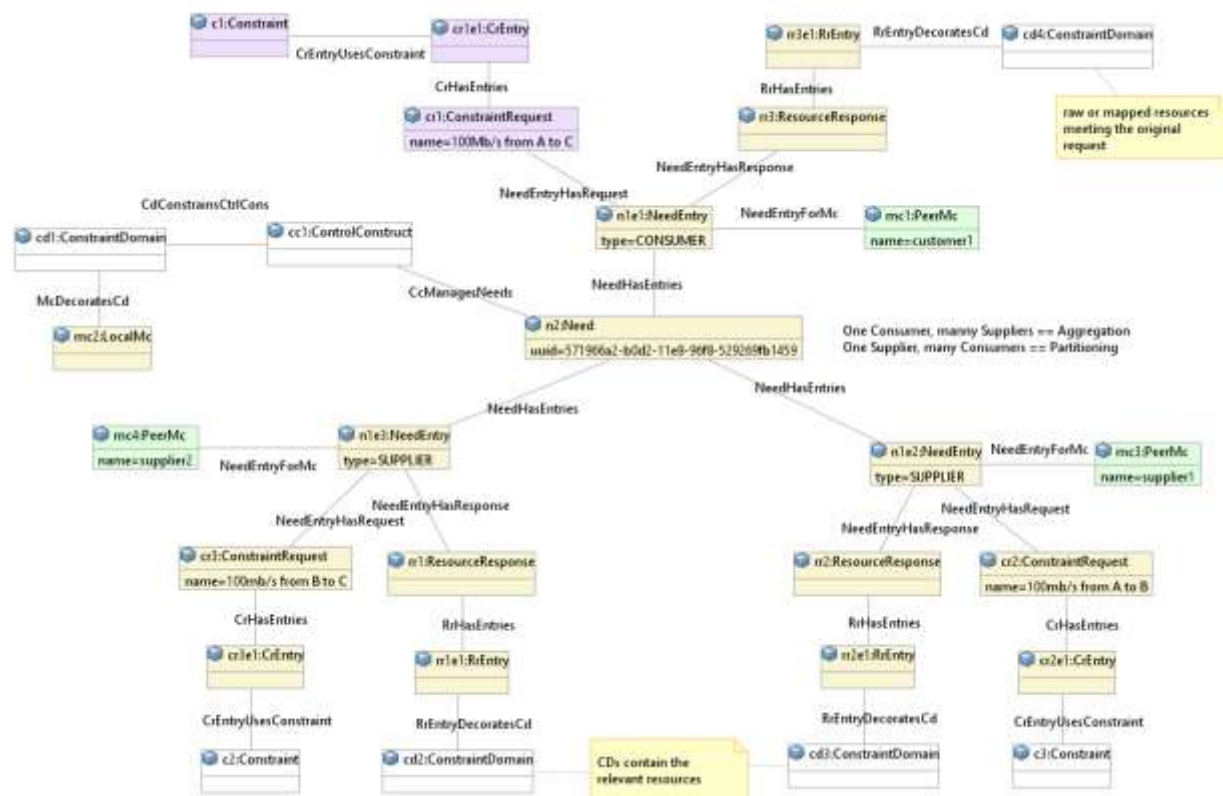 c1:Constraint
CrEntryUsesConstraint
cr1e1:CrEntry
CrHasEntries
cr1:ConstraintRequest
name=100Mb/s from A to C
rr3e1:RrEntry
RrEntryDecoratesCd
cd4:ConstraintDomain
RrHasEntries
rr3:ResourceResponse
raw or mapped resources
meeting the original
request
NeedEntryHasRequest
NeedEntryHasResponse
n1e1:NeedEntry
type=CONSUMER
NeedEntryForMc
mc1:PeerMc
name=customer1
CdConstrainsCtrlCons
cd1:ConstraintDomain
cc1:ControlConstruct
McDecoratesCd
mc2:LocalMc
CcManagesNeeds
NeedHasEntries
n2:Need
uuid=571966a2-b0d2-11e8-96f8-529269fb1459
One Consumer, manny Suppliers == Aggregation
One Supplier, many Consumers == Partitioning
NeedHasEntries
NeedHasEntries
mc4:PeerMc
name=supplier2
NeedEntryForMc
n1e3:NeedEntry
type=SUPPLIER
n1e2:NeedEntry
type=SUPPLIER
NeedEntryForMc
mc3:PeerMc
name=supplier1
NeedEntryHasRequest
NeedEntryHasResponse
NeedEntryHasResponse
NeedEntryHasRequest
cr3:ConstraintRequest
name=100mb/s from B to C
rr1:ResourceResponse
rr2:ResourceResponse
cr2:ConstraintRequest
name=100mb/s from A to B
CrHasEntries
RrHasEntries
RrHasEntries
CrHasEntries
cr3e1:CrEntry
rr1e1:RrEntry
rr2e1:RrEntry
cr2e1:CrEntry
CrEntryUsesConstraint
RrEntryDecoratesCd
RrEntryDecoratesCd
CrEntryUsesConstraint
c2:Constraint
cd2:ConstraintDomain
CDs contain the
relevant resources
cd3:ConstraintDomain
c3:Constraint